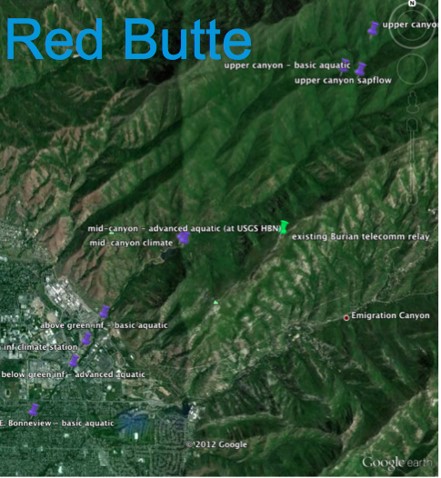 N
Red Butte
upper canyo
upper canyon - basic aquatic
upper canyon sapflow
mid-canyon - advanced aquatic (at USGS HBN)
mid-canyon climate
existing Burian telecomm relay
Emigration Canyon
above green inf - basic aquatic
inf climate station
below green inf - advanced aquatic
E. Bonneview - basic aquatic
©2012 Google
Google earth